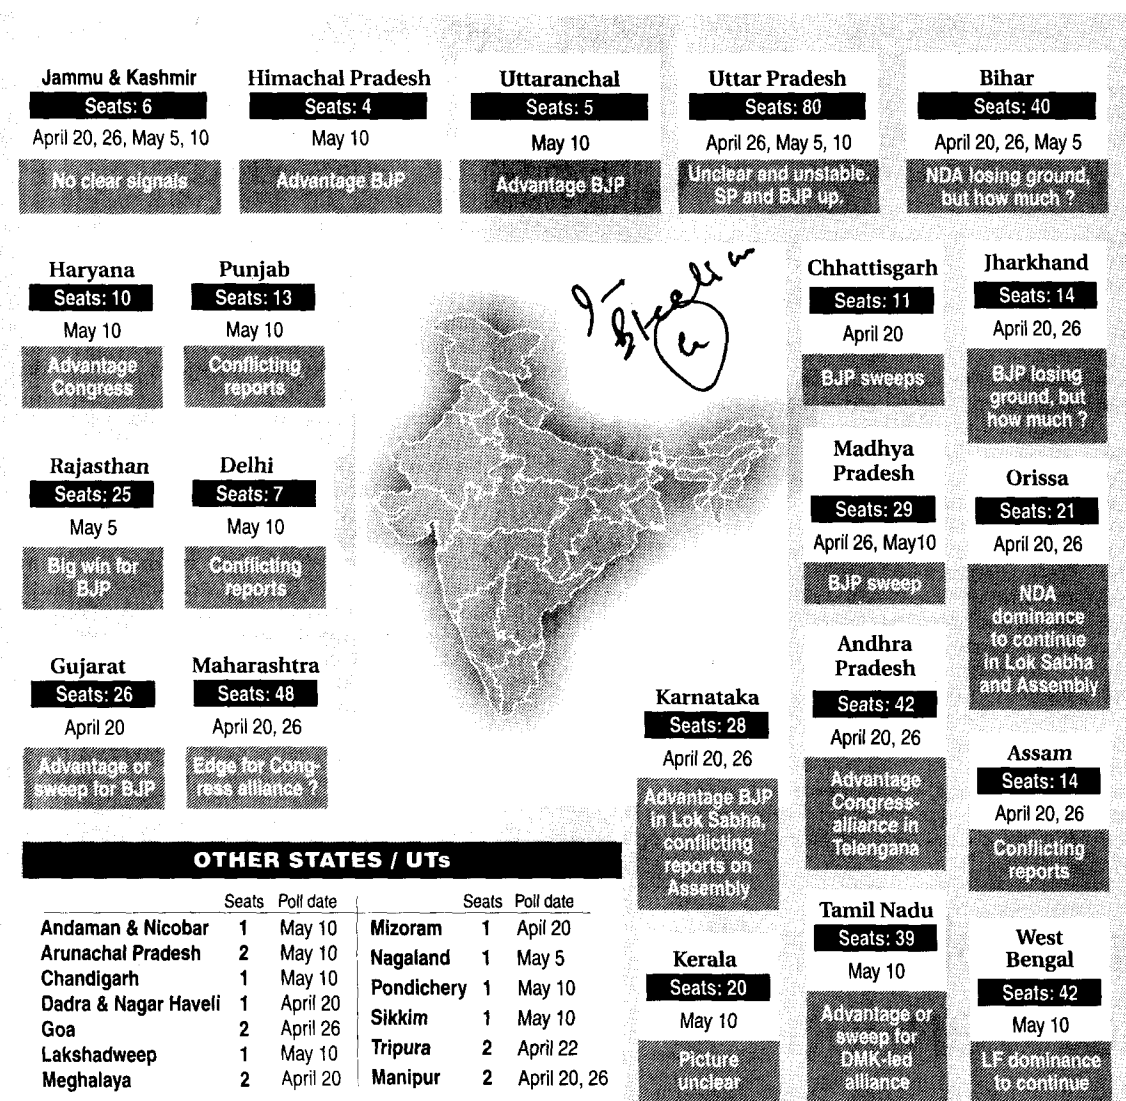 Jammu & Kashmir
Seats: 6
April 20, 26, May 5, 10
No clear signals
Himachal Pradesh
Seats: 4
May 10
Advantage BJP
Uttaranchal
Seats: 5
May 10
Advantage BJP
Uttar Pradesh
Seats: 80
April 26, May 5, 10
Unclear and unstable.
SP and BJP up.
Bihar
Seats: 40
April 20, 26, May 5
NDA losing ground,
but how much ?
Haryana
Seats: 10
May 10
Advantage
Congress
Punjab
Seats: 13
May 10
Conflicting
reports
Chhattisgarh
Seats: 11
April 20
BJP sweeps
Jharkhand
Seats: 14
April 20, 26
BJP losing
ground, but
how much ?
Rajasthan
Seats: 25
May 5
Big win for
BJP
Delhi
Seats: 7
May 10
Conflicting
reports
Madhya
Pradesh
Seats: 29
April 26, May10
BJP sweep
Orissa
Seats: 21
April 20, 26
NDA
dominance
to continue
in Lok Sabha
and Assembly
Gujarat
Seats: 26
April 20
Advantage or
sweep for BJP
Maharashtra
Seats: 48
April 20, 26
Edge for Cong-
ress alliance ?
Karnataka
Seats: 28
April 20, 26
Advantage BJP
in Lok Sabha,
conflicting
reports on
Assembly
Andhra
Pradesh
Seats: 42
April 20, 26
Advantage
Congress-
alliance in
Telengana
Assam
Seats: 14
April 20, 26
Conflicting
reports
Kerala
Seats: 20
May 10
Picture
unclear
Tamil Nadu
Seats: 39
May 10
Advantage or
sweep for
DMK-led
alliance
West
Bengal
Seats: 42
May 10
LF dominance
to continue
OTHER STATES / UTs
Seats Poll date Seats Poll date
Andaman & Nicobar 1 May 10 Mizoram 1 Apil 20
Arunachal Pradesh 2 May 10 Nagaland 1 May 5
Chandigarh 1 May 10 Pondichery 1 May 10
Dadra & Nagar Haveli 1 April 20 Sikkim 1 May 10
Goa 2 April 26 Tripura 2 April 22
Lakshadweep 1 May 10 Manipur 2 April 20, 26
Meghalaya 2 April 20